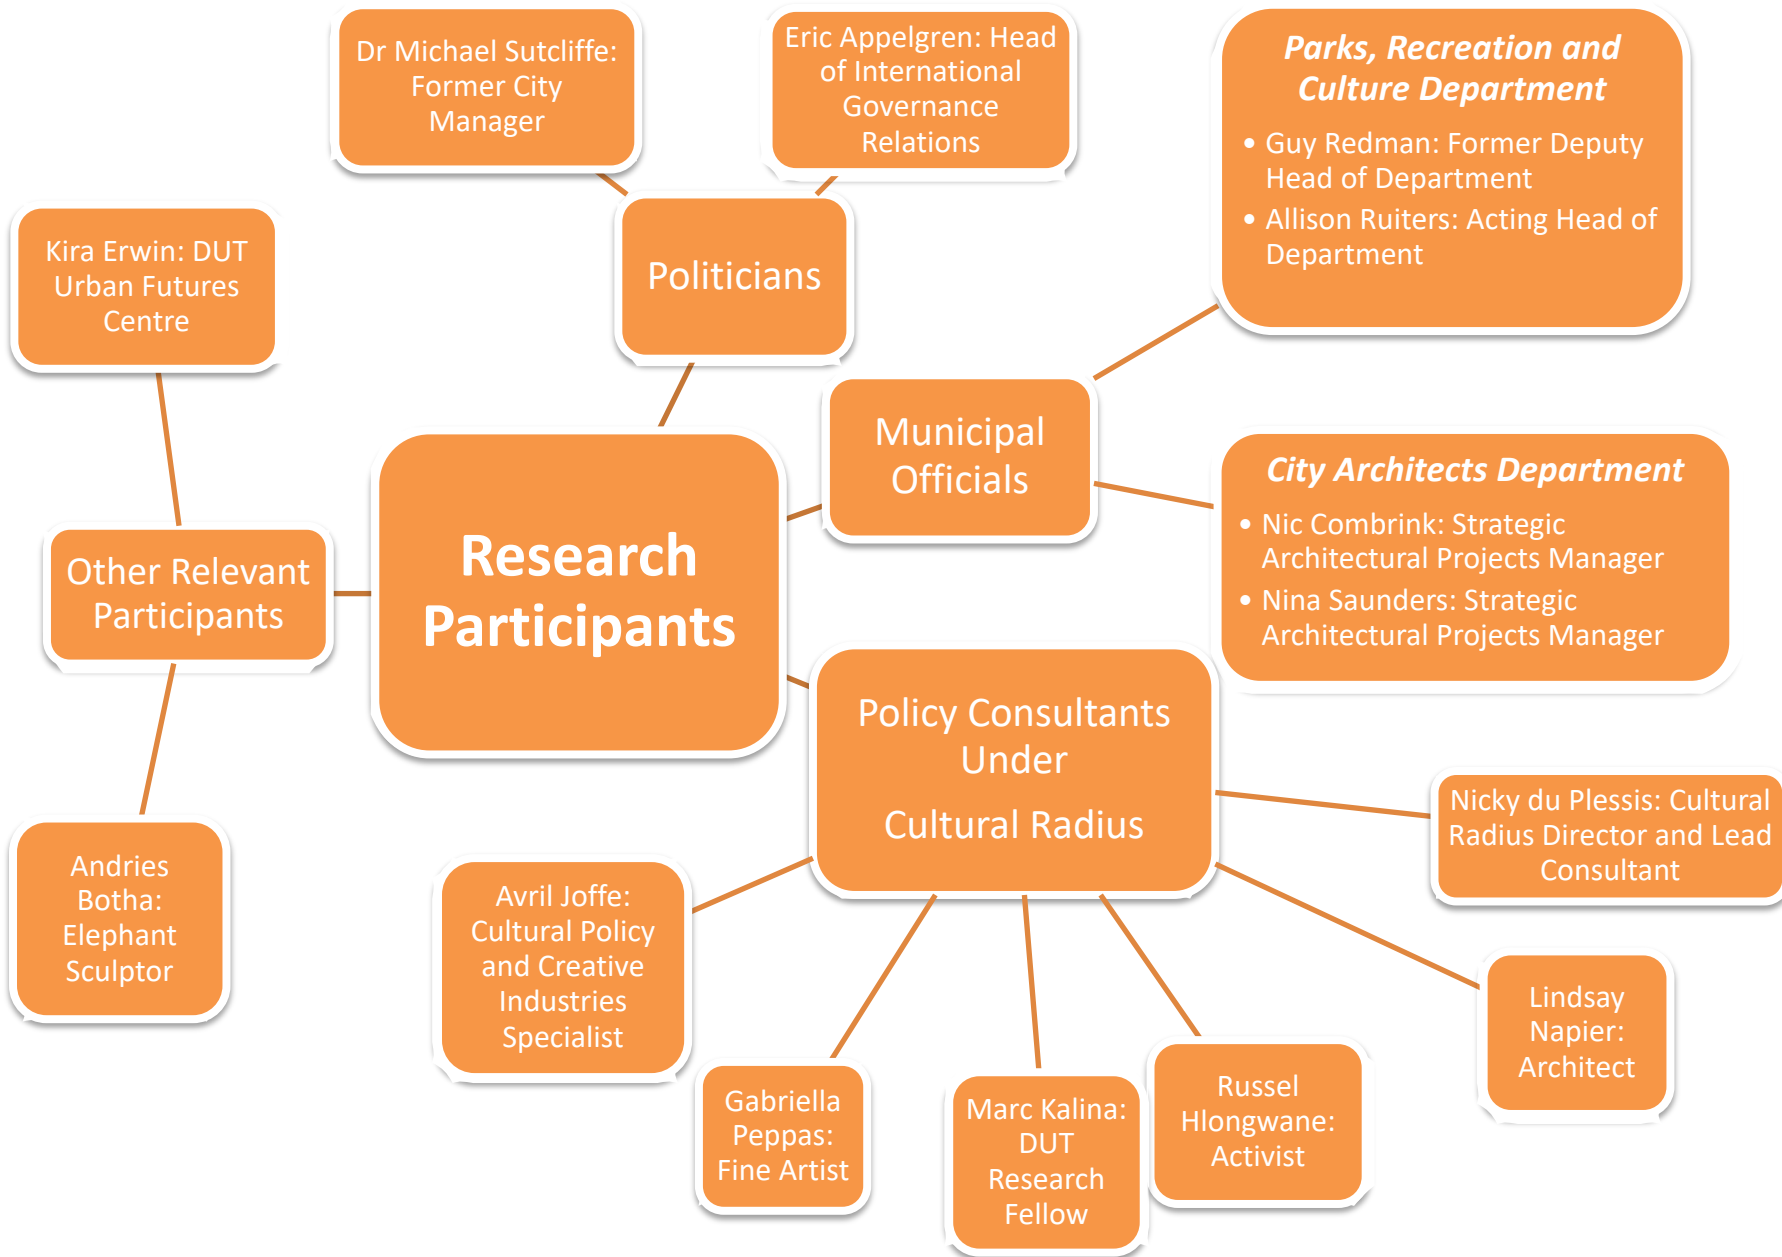 Dr Michael Sutcliffe:
Former City
Manager
Eric Appelgren: Head
of International
Governance
Relations
Parks, Recreation and
Culture Department
• Guy Redman: Former Deputy
Head of Department
• Allison Ruiters: Acting Head of
Department
Kira Erwin: DUT
Urban Futures
Centre
Politicians
Municipal
Officials
City Architects Department
• Nic Combrink: Strategic
Architectural Projects Manager
• Nina Saunders: Strategic
Architectural Projects Manager
Research
Participants
Other Relevant
Participants
Policy Consultants
Under
Cultural Radius
Nicky du Plessis: Cultural
Radius Director and Lead
Consultant
Andries
Botha:
Elephant
Sculptor
Avril Joffe:
Cultural Policy
and Creative
Industries
Specialist
Lindsay
Napier:
Architect
Gabriella
Peppas:
Fine Artist
Marc Kalina:
DUT
Research
Fellow
Russel
Hlongwane:
Activist